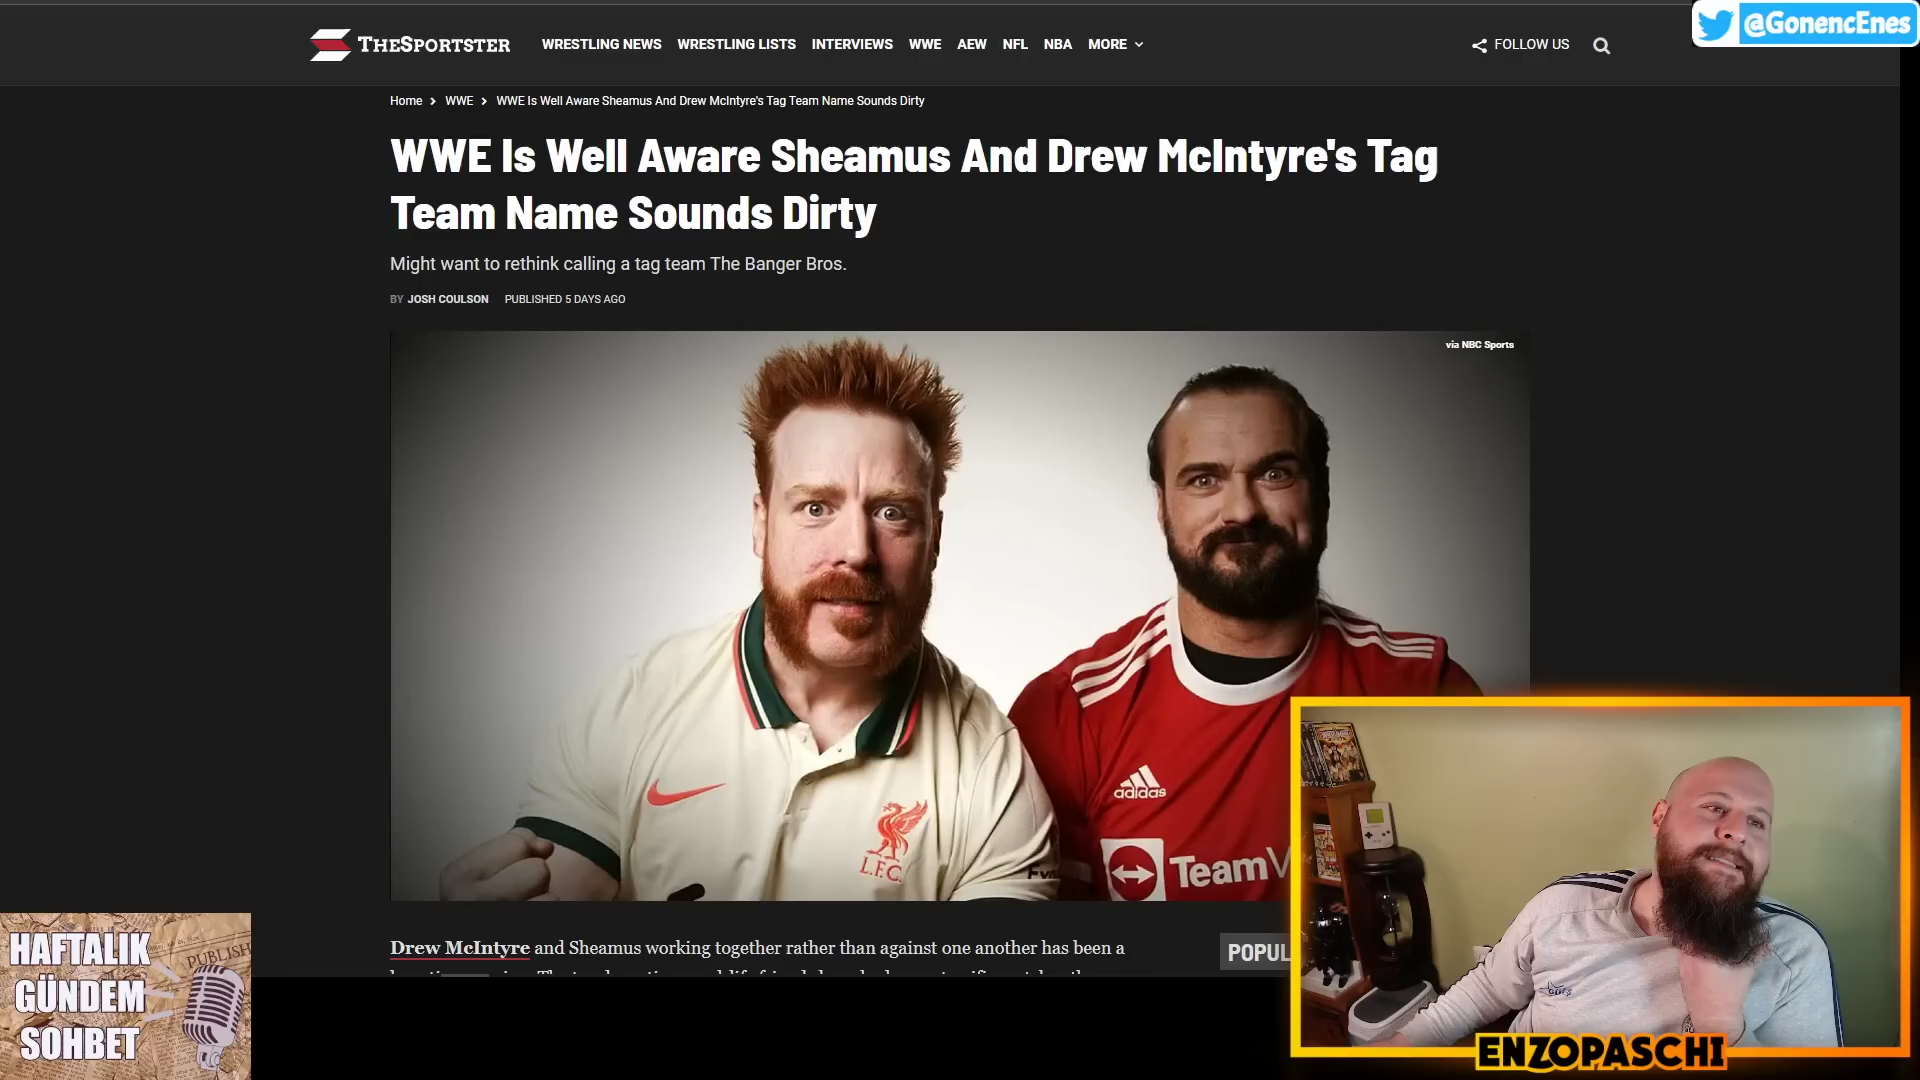 THESPORTSTER
WRESTLING NEWS WRESTLING LISTS INTERVIEWS WWE AEW NFL NBA MORE
FOLLOW US
@GonencEnes
Home > WWE > WWE Is Well Aware Sheamus And Drew McIntyre's Tag Team Name Sounds Dirty
WWE Is Well Aware Sheamus And Drew McIntyre's Tag
Team Name Sounds Dirty
Might want to rethink calling a tag team The Banger Bros.
BY JOSH COULSON PUBLISHED 5 DAYS AGO
via NBC Sports
adidas
L.F.C.
TeamV
Drew McIntyre and Sheamus working together rather than against one another has been a
POPUL
HAFTALIK
GÜNDEM
SOHBET
PUBLISH
ENZOPASCHI